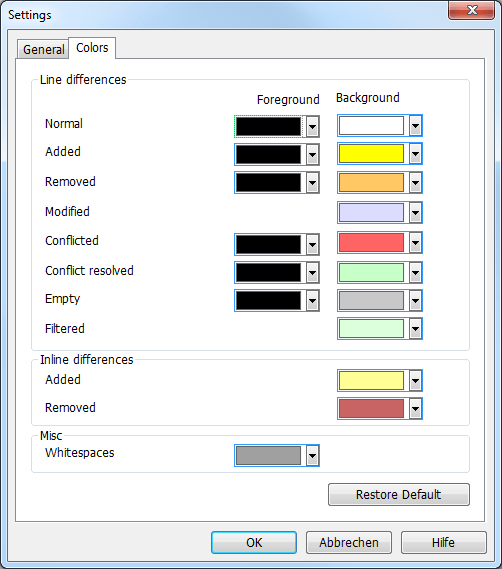 Settings
General Colors
Line differences
Foreground Background
Normal
Added
Removed
Modified
Conflicted
Conflict resolved
Empty
Filtered
Inline differences
Added
Removed
Misc
Whitespaces
Restore Default
OK Abbrechen Hilfe